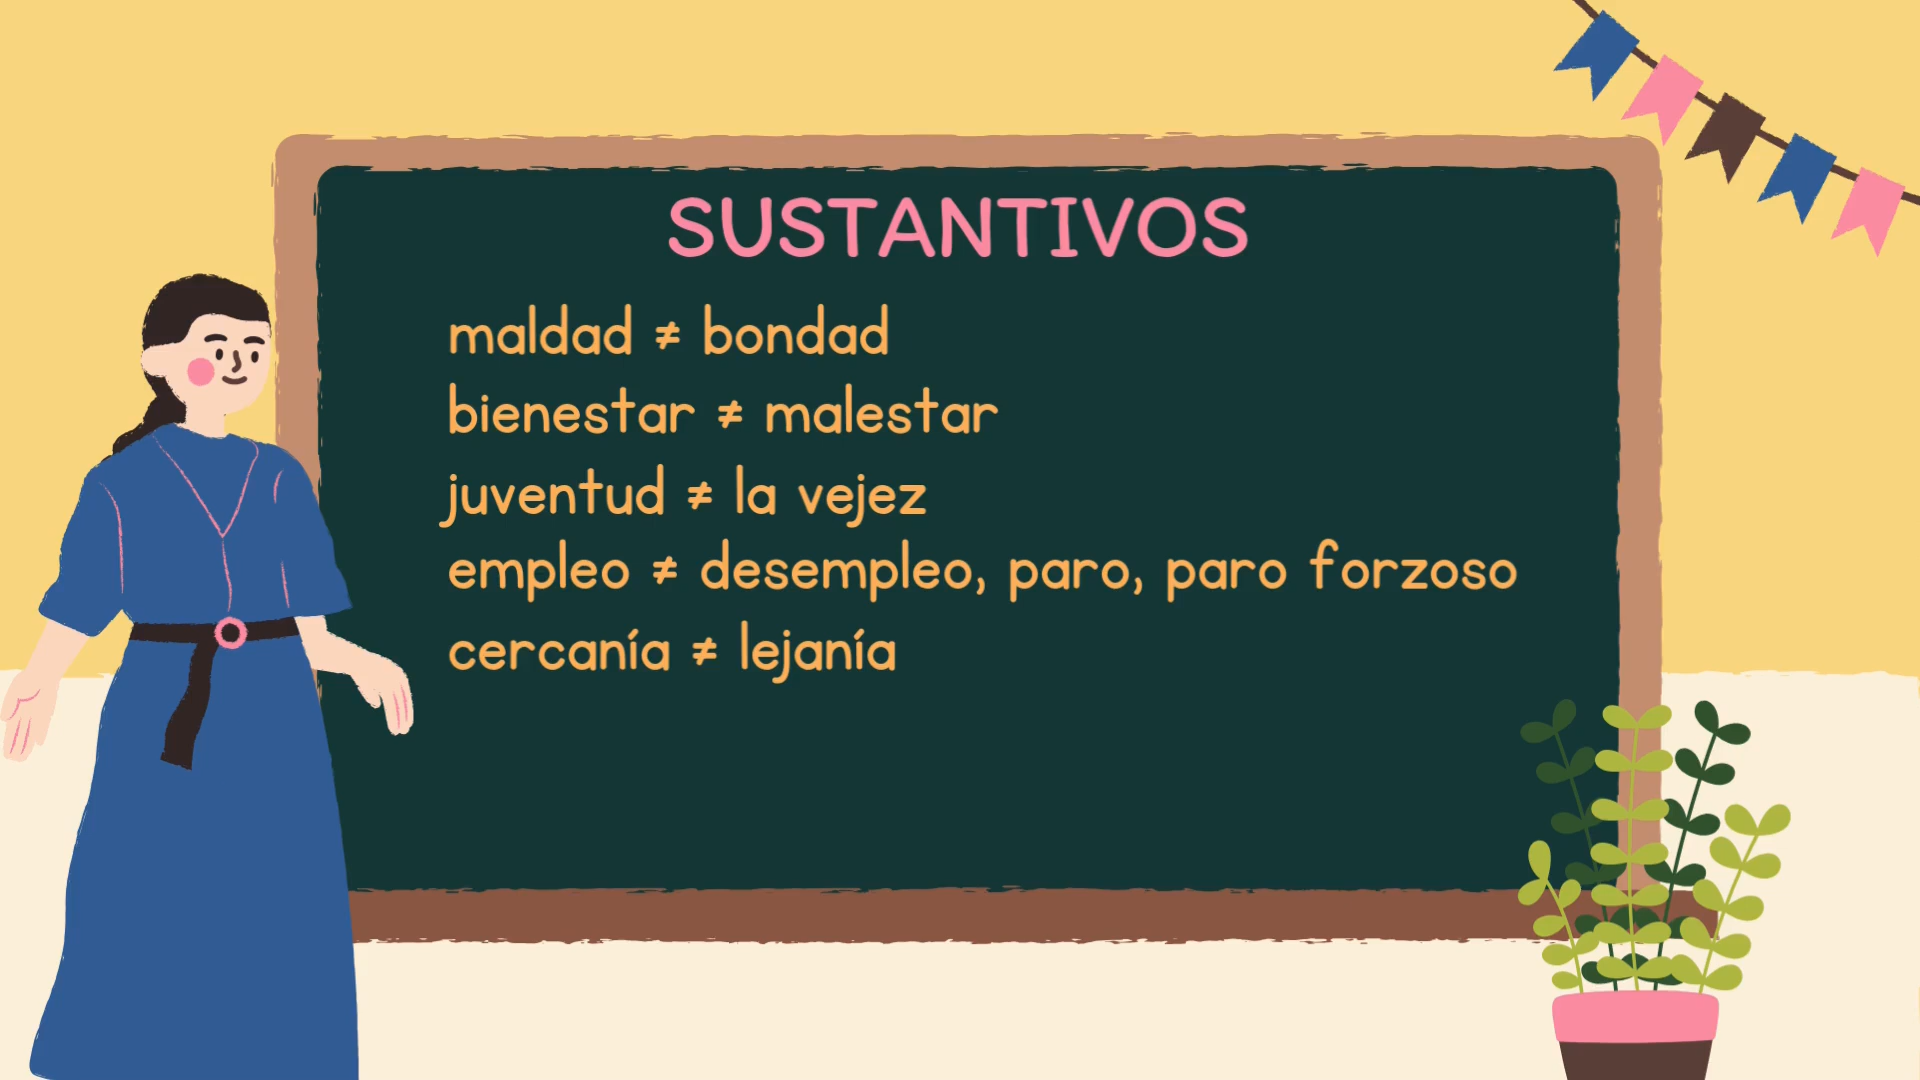 SUSTANTIVOS
maldad ≠ bondad
bienestar ≠ malestar
juventud ≠ la vejez
empleo ≠ desempleo, paro, paro forzoso
cercanía ≠ lejanía